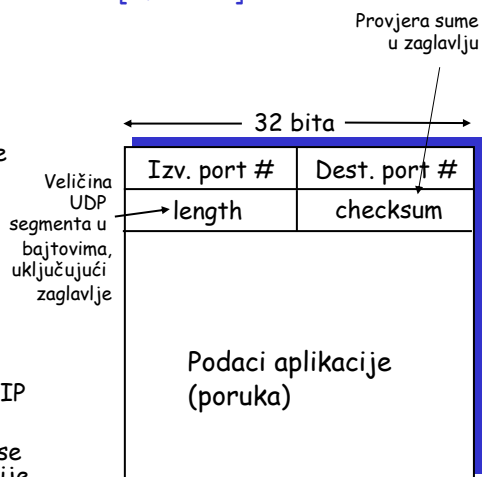 Provjera sume
u zaglavlju
32 bita
Izv. port #
Dest. port #
Veličina
UDP
segmenta u
bajtovima,
uključujući
zaglavlje
length
checksum
Podaci aplikacije
(poruka)
IP
se